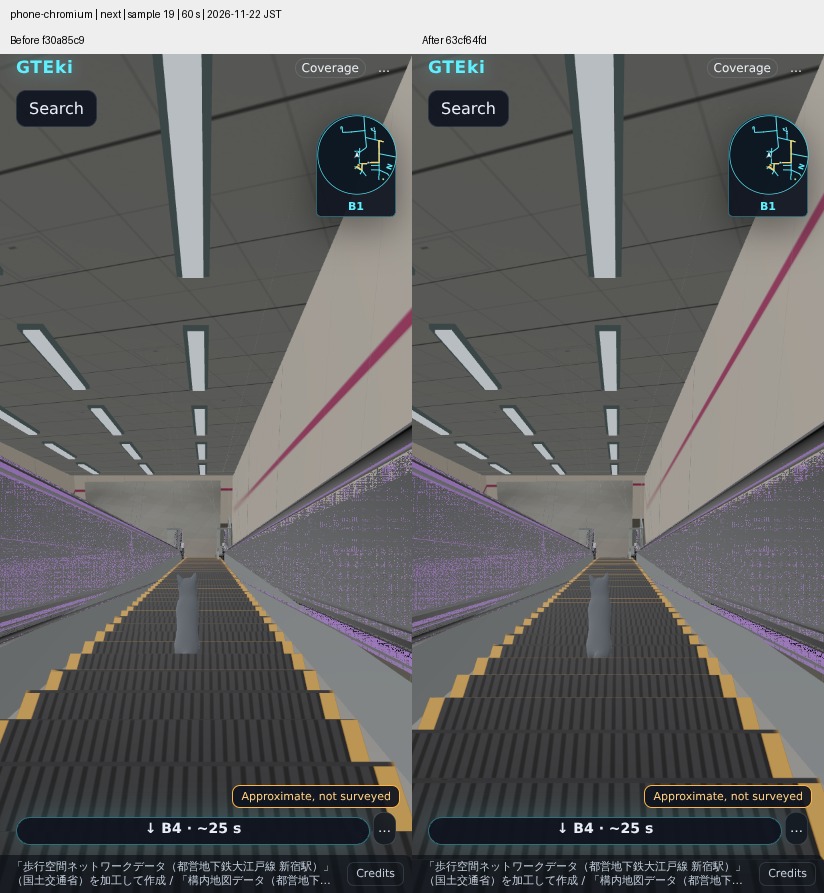 phone-chromium | next | sample 19 | 60 s | 2026-11-22 JST
Before f30a85c9
After 63cf64fd
GTEki
Coverage
...
Search
N
B1
Approximate, not surveyed
↓ B4 · ~25 s
...
「歩行空間ネットワークデータ（都営地下鉄大江戸線 新宿駅）」
（国土交通省）を加工して作成 / 「構内地図データ（都営地下…
Credits
GTEki
Coverage
...
Search
N
B1
Approximate, not surveyed
↓ B4 · ~25 s
...
「歩行空間ネットワークデータ（都営地下鉄大江戸線 新宿駅）」
（国土交通省）を加工して作成 / 「構内地図データ（都営地下…
Credits